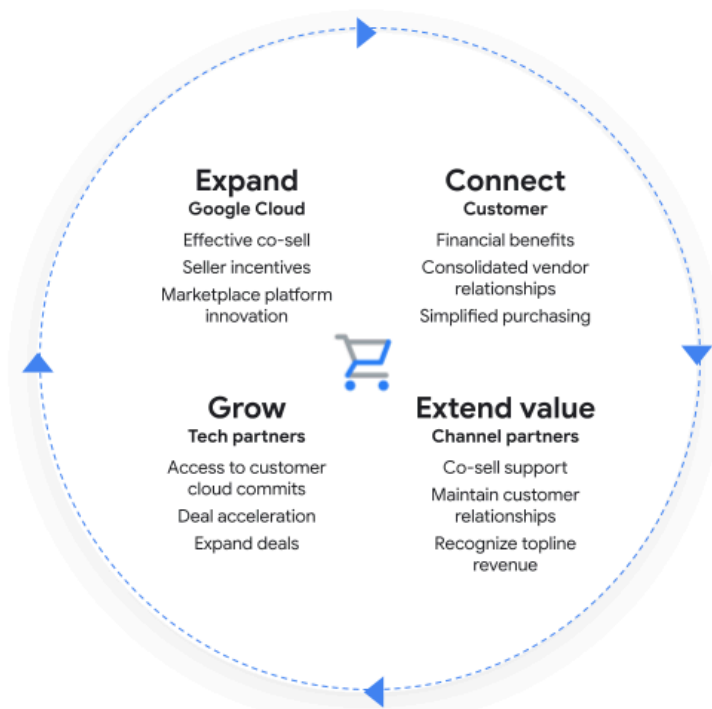 Expand
Google Cloud
Effective co-sell
Seller incentives
Marketplace platform
innovation
Connect
Customer
Financial benefits
Consolidated vendor
relationships
Simplified purchasing
Grow
Tech partners
Access to customer
cloud commits
Deal acceleration
Expand deals
Extend value
Channel partners
Co-sell support
Maintain customer
relationships
Recognize topline
revenue